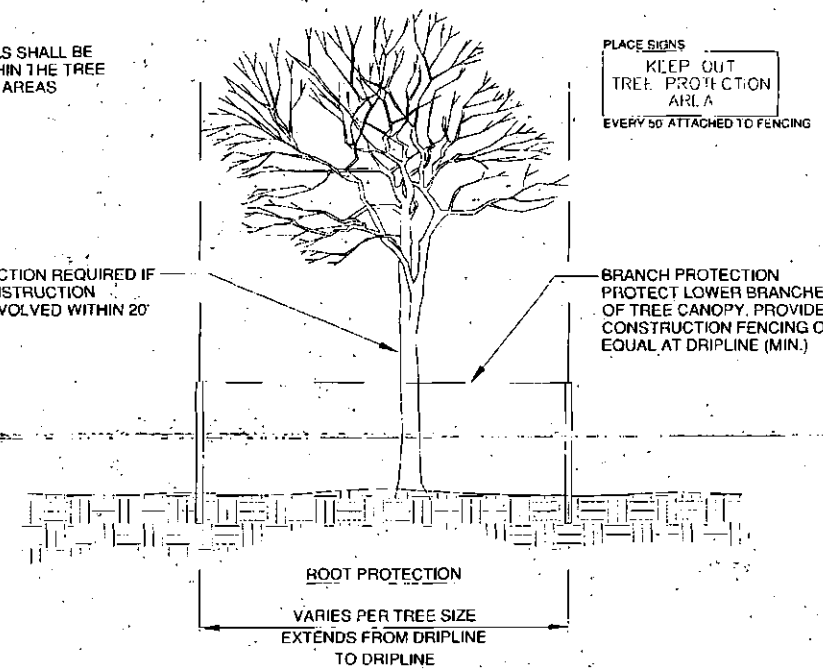 LS SHALL BE
HIN THE TREE
AREAS
PLACE SIGNS
KEEP OUT
TREE PROTECTION
AREA
EVERY 50' ATTACHED TO FENCING
CTION REQUIRED IF
NSTRUCTION
VOLVED WITHIN 20'
BRANCH PROTECTION
PROTECT LOWER BRANCHE
OF TREE CANOPY. PROVIDE
CONSTRUCTION FENCING O
EQUAL AT DRIPLINE (MIN.)
ROOT PROTECTION
VARIES PER TREE SIZE
EXTENDS FROM DRIPLINE
TO DRIPLINE